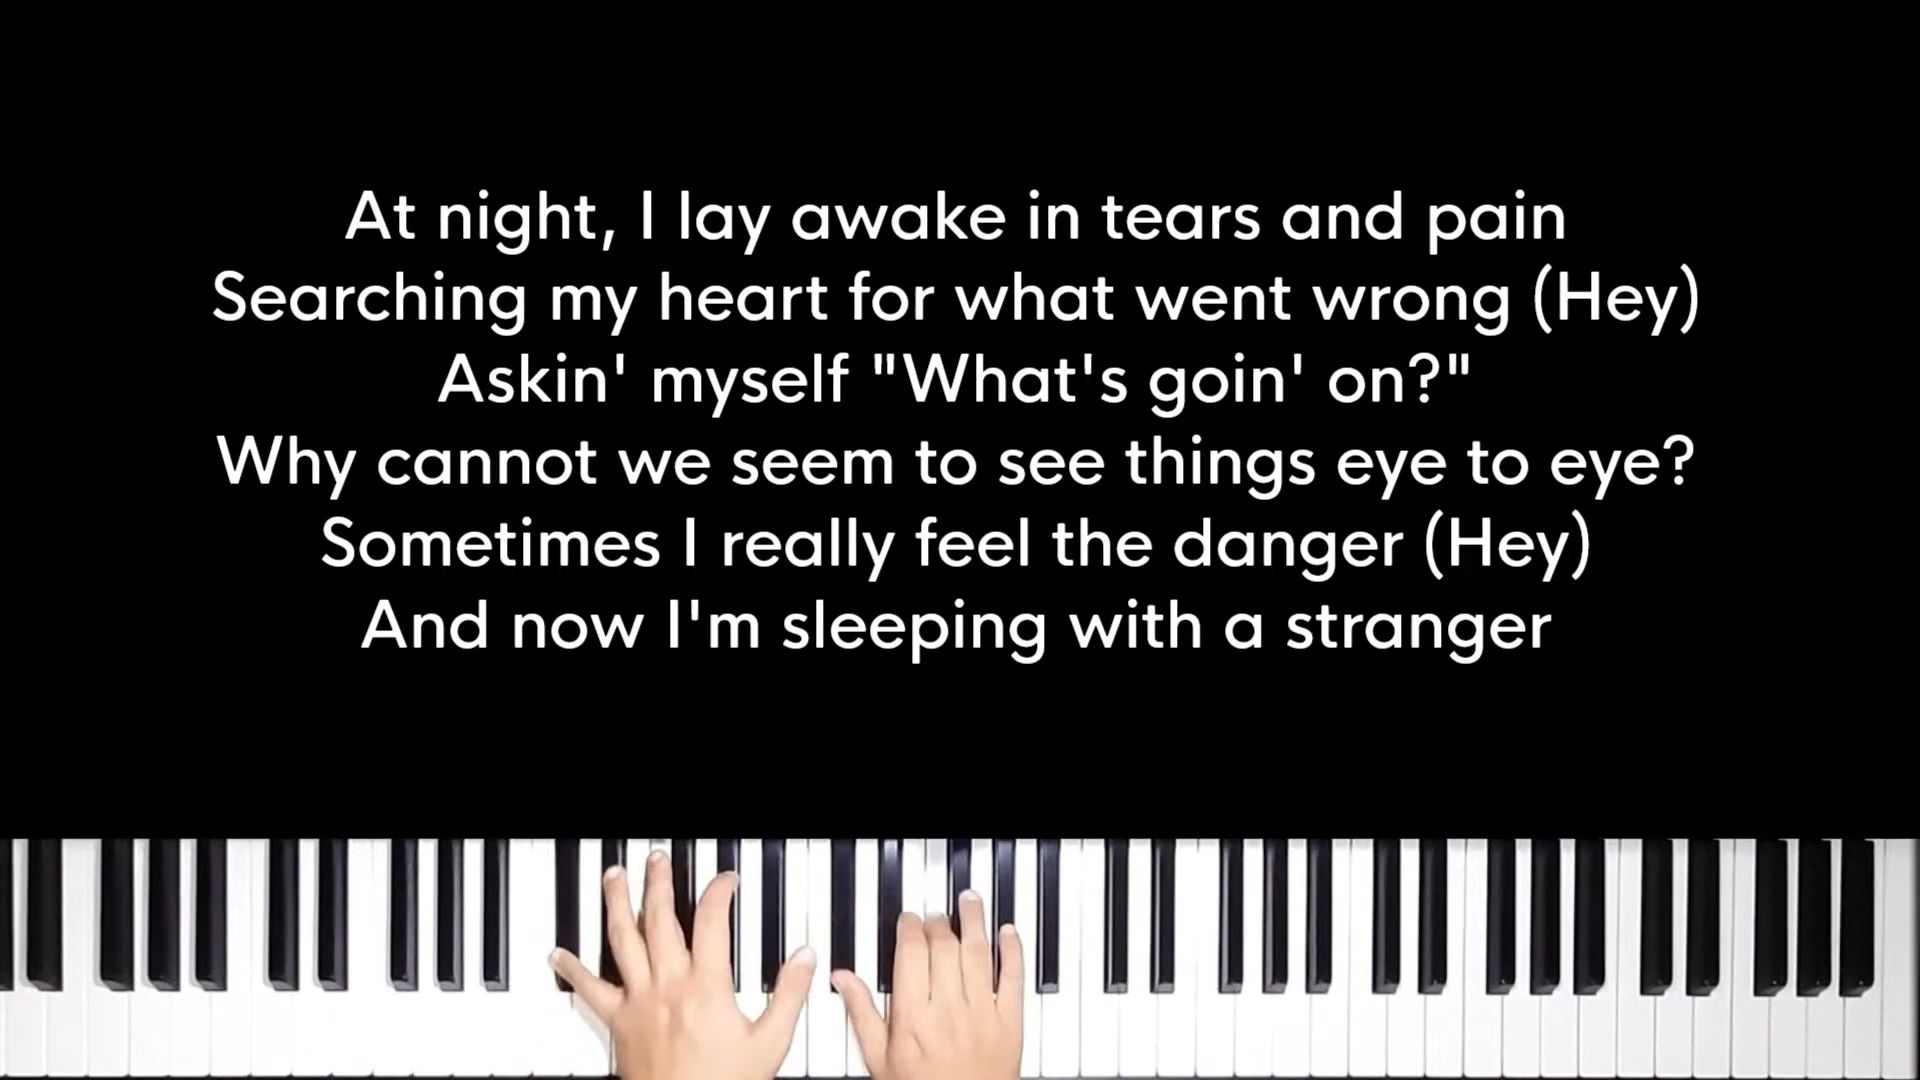 At night, I lay awake in tears and pain
Searching my heart for what went wrong (Hey)
Askin' myself "What's goin' on?"
Why cannot we seem to see things eye to eye?
Sometimes I really feel the danger (Hey)
And now I'm sleeping with a stranger